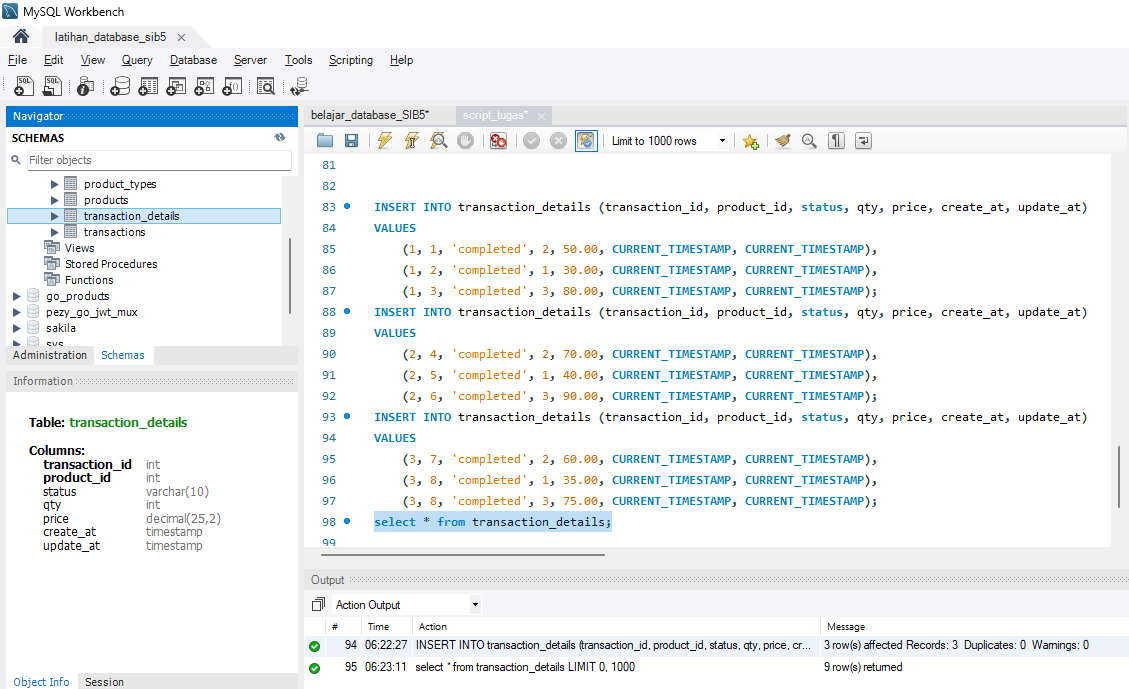 MySQL Workbench
latihan_database_sib5
File Edit View Query Database Server Tools Scripting Help
Navigator
SCHEMAS
Filter objects
product_types
products
transaction_details
transactions
Views
Stored Procedures
Functions
go_products
pezy_go_jwt_mux
sakila
sys
Administration Schemas
Information
Table: transaction_details
Columns:
transaction_id int
product_id int
status varchar(10)
qty int
price decimal(25,2)
create_at timestamp
update_at timestamp
Object Info Session
belajar_database_SIB5* script_tugas*
Limit to 1000 rows
81
82
83 INSERT INTO transaction_details (transaction_id, product_id, status, qty, price, create_at, update_at)
84 VALUES
85 (1, 1, 'completed', 2, 50.00, CURRENT_TIMESTAMP, CURRENT_TIMESTAMP),
86 (1, 2, 'completed', 1, 30.00, CURRENT_TIMESTAMP, CURRENT_TIMESTAMP),
87 (1, 3, 'completed', 3, 80.00, CURRENT_TIMESTAMP, CURRENT_TIMESTAMP);
88 INSERT INTO transaction_details (transaction_id, product_id, status, qty, price, create_at, update_at)
89 VALUES
90 (2, 4, 'completed', 2, 70.00, CURRENT_TIMESTAMP, CURRENT_TIMESTAMP),
91 (2, 5, 'completed', 1, 40.00, CURRENT_TIMESTAMP, CURRENT_TIMESTAMP),
92 (2, 6, 'completed', 3, 90.00, CURRENT_TIMESTAMP, CURRENT_TIMESTAMP);
93 INSERT INTO transaction_details (transaction_id, product_id, status, qty, price, create_at, update_at)
94 VALUES
95 (3, 7, 'completed', 2, 60.00, CURRENT_TIMESTAMP, CURRENT_TIMESTAMP),
96 (3, 8, 'completed', 1, 35.00, CURRENT_TIMESTAMP, CURRENT_TIMESTAMP),
97 (3, 8, 'completed', 3, 75.00, CURRENT_TIMESTAMP, CURRENT_TIMESTAMP);
98 select * from transaction_details;
99
Output
Action Output
# Time Action Message
94 06:22:27 INSERT INTO transaction_details (transaction_id, product_id, status, qty, price, cr... 3 row(s) affected Records: 3 Duplicates: 0 Warnings: 0
95 06:23:11 select * from transaction_details LIMIT 0, 1000 9 row(s) returned